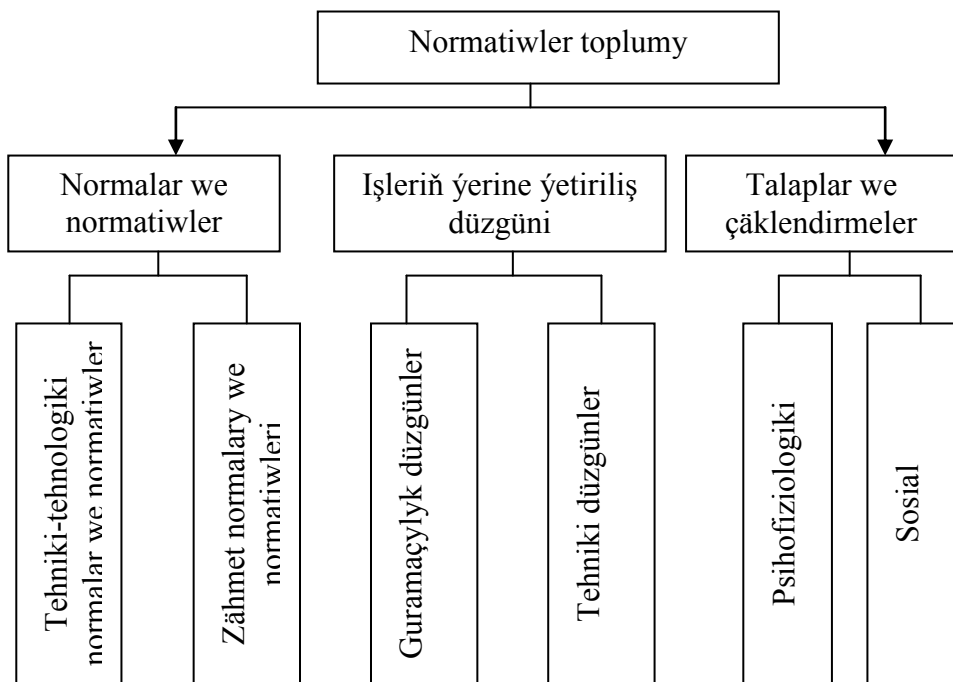 Normatiwler toplumy
Normalar we
normatiwler
Işleriň ýerine ýetiriliş
düzgüni
Talaplar we
çäklendirmeler
Tehniki-tehnologiki
normalar we normatiwler
Zähmet normalary we
normatiwleri
Guramaçylyk düzgünler
Tehniki düzgünler
Psihofiziologiki
Sosial